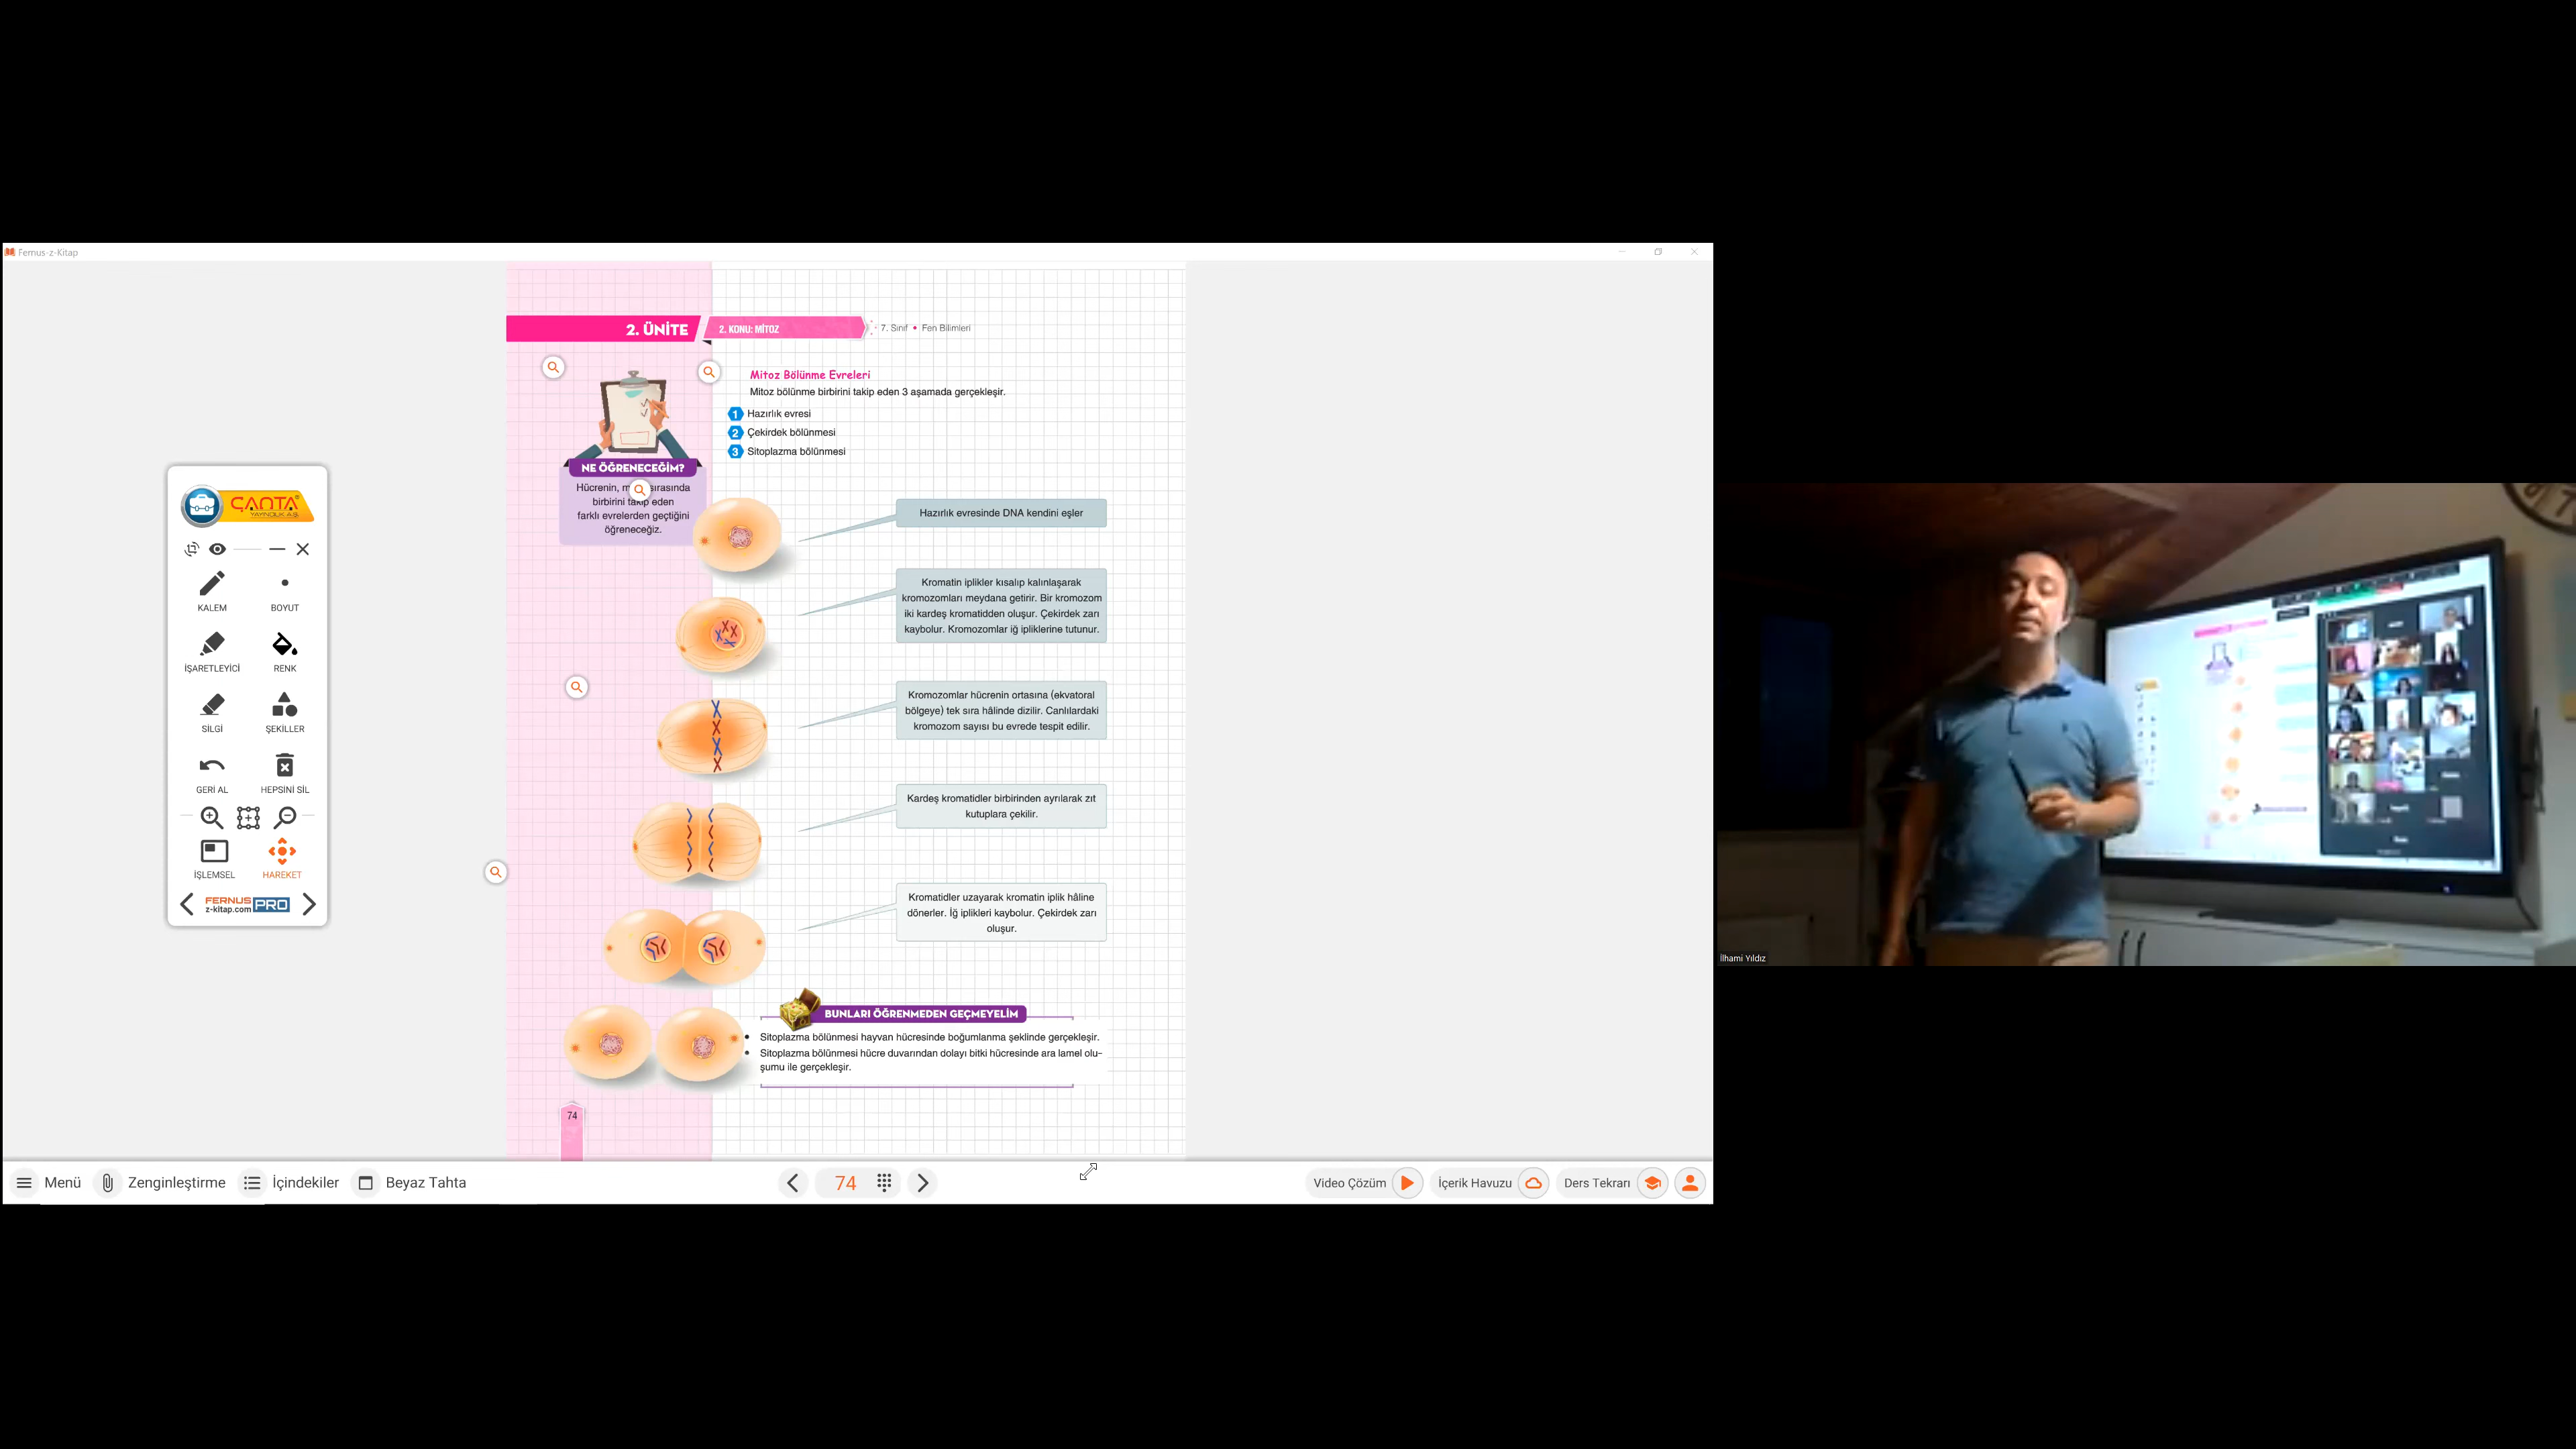 Fernus-z-Kitap
2. ÜNİTE
2. KONU: MİTOZ
7. Sınıf • Fen Bilimleri
Mitoz Bölünme Evreleri
Mitoz bölünme birbirini takip eden 3 aşamada gerçekleşir.
1 Hazırlık evresi
2 Çekirdek bölünmesi
3 Sitoplazma bölünmesi
NE ÖĞRENECEĞİM?
Hücrenin, sırasında
birbirini takip eden
farklı evrelerden geçtiğini
öğreneceğiz.
Hazırlık evresinde DNA kendini eşler
Kromatin iplikler kısalıp kalınlaşarak
kromozomları meydana getirir. Bir kromozom
iki kardeş kromatidden oluşur. Çekirdek zarı
kaybolur. Kromozomlar iğ ipliklerine tutunur.
Kromozomlar hücrenin ortasına (ekvatoral
bölgeye) tek sıra hâlinde dizilir. Canlılardaki
kromozom sayısı bu evrede tespit edilir.
Kardeş kromatidler birbirinden ayrılarak zıt
kutuplara çekilir.
Kromatidler uzayarak kromatin iplik hâline
dönerler. İğ iplikleri kaybolur. Çekirdek zarı
oluşur.
BUNLARI ÖĞRENMEDEN GEÇMEYELİM
• Sitoplazma bölünmesi hayvan hücresinde boğumlanma şeklinde gerçekleşir.
• Sitoplazma bölünmesi hücre duvarından dolayı bitki hücresinde ara lamel olu-
şumu ile gerçekleşir.
74
ÇANTA
YAYINCILIK A.Ş.
KALEM
BOYUT
İŞARETLEYİCİ
RENK
SİLGİ
ŞEKİLLER
GERİ AL
HEPSİNİ SİL
İŞLEMSEL
HAREKET
FERNUS
z-kitap.com
PRO
Menü
Zenginleştirme
İçindekiler
Beyaz Tahta
74
Video Çözüm
İçerik Havuzu
Ders Tekrarı
İlhami Yıldız